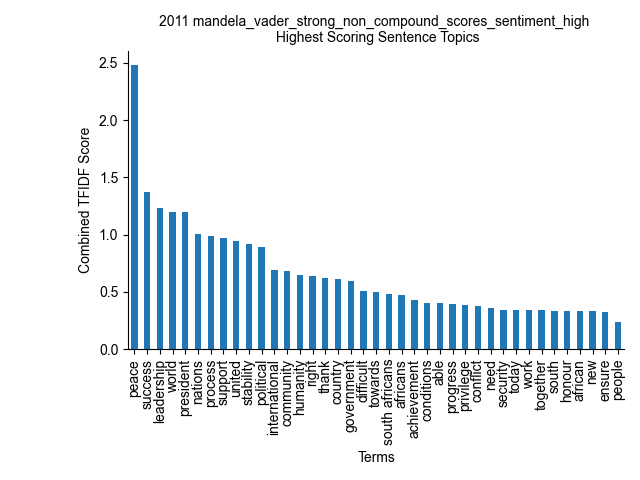 2011 mandela_vader_strong_non_compound_scores_sentiment_high
Highest Scoring Sentence Topics
Combined TFIDF Score
2.5
2.0
1.5
1.0
0.5
0.0
peace
success
leadership
world
president
nations
process
support
united
stability
political
international
community
humanity
right
thank
country
government
difficult
towards
south africans
africans
achievement
conditions
able
progress
privilege
conflict
need
security
today
work
together
south
honour
african
new
ensure
people
Terms